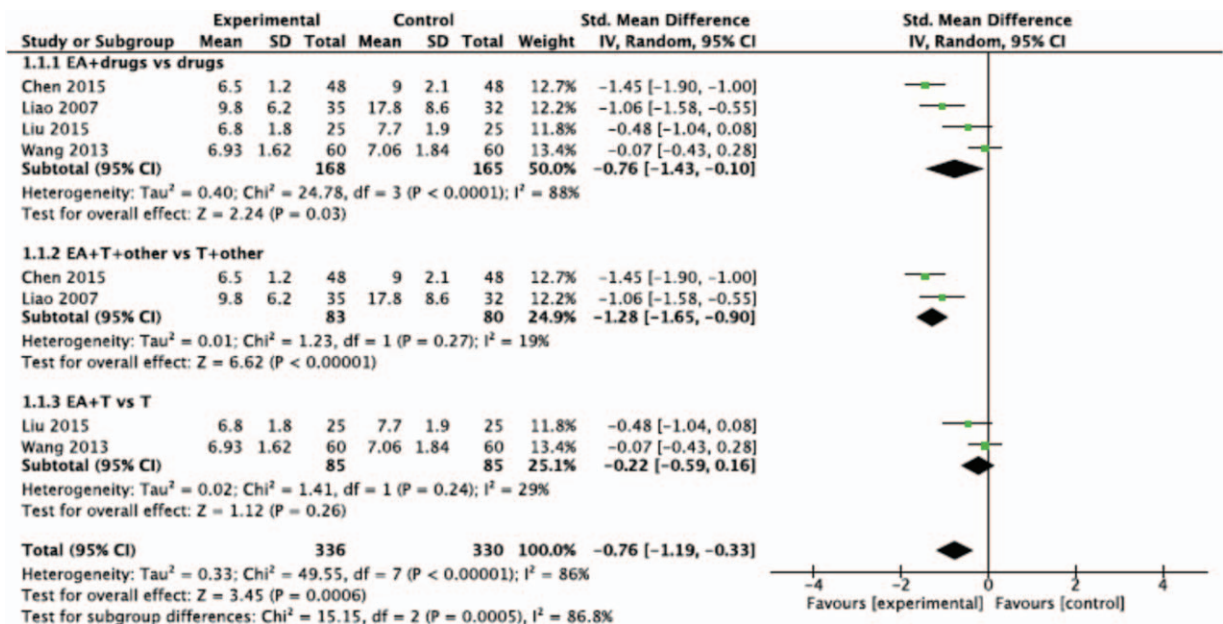 Experimental Control Std. Mean Difference Std. Mean Difference
Study or Subgroup Mean SD Total Mean SD Total Weight IV, Random, 95% CI IV, Random, 95% CI
1.1.1 EA+drugs vs drugs
Chen 2015 6.5 1.2 48 9 2.1 48 12.7% −1.45 [−1.90, −1.00]
Liao 2007 9.8 6.2 35 17.8 8.6 32 12.2% −1.06 [−1.58, −0.55]
Liu 2015 6.8 1.8 25 7.7 1.9 25 11.8% −0.48 [−1.04, 0.08]
Wang 2013 6.93 1.62 60 7.06 1.84 60 13.4% −0.07 [−0.43, 0.28]
Subtotal (95% CI) 168 165 50.0% −0.76 [−1.43, −0.10]
Heterogeneity: Tau² = 0.40; Chi² = 24.78, df = 3 (P < 0.0001); I² = 88%
Test for overall effect: Z = 2.24 (P = 0.03)
1.1.2 EA+T+other vs T+other
Chen 2015 6.5 1.2 48 9 2.1 48 12.7% −1.45 [−1.90, −1.00]
Liao 2007 9.8 6.2 35 17.8 8.6 32 12.2% −1.06 [−1.58, −0.55]
Subtotal (95% CI) 83 80 24.9% −1.28 [−1.65, −0.90]
Heterogeneity: Tau² = 0.01; Chi² = 1.23, df = 1 (P = 0.27); I² = 19%
Test for overall effect: Z = 6.62 (P < 0.00001)
1.1.3 EA+T vs T
Liu 2015 6.8 1.8 25 7.7 1.9 25 11.8% −0.48 [−1.04, 0.08]
Wang 2013 6.93 1.62 60 7.06 1.84 60 13.4% −0.07 [−0.43, 0.28]
Subtotal (95% CI) 85 85 25.1% −0.22 [−0.59, 0.16]
Heterogeneity: Tau² = 0.02; Chi² = 1.41, df = 1 (P = 0.24); I² = 29%
Test for overall effect: Z = 1.12 (P = 0.26)
Total (95% CI) 336 330 100.0% −0.76 [−1.19, −0.33]
Heterogeneity: Tau² = 0.33; Chi² = 49.55, df = 7 (P < 0.00001); I² = 86%
Test for overall effect: Z = 3.45 (P = 0.0006)
Test for subgroup differences: Chi² = 15.15, df = 2 (P = 0.0005), I² = 86.8%
−4 −2 0 2 4
Favours [experimental] Favours [control]